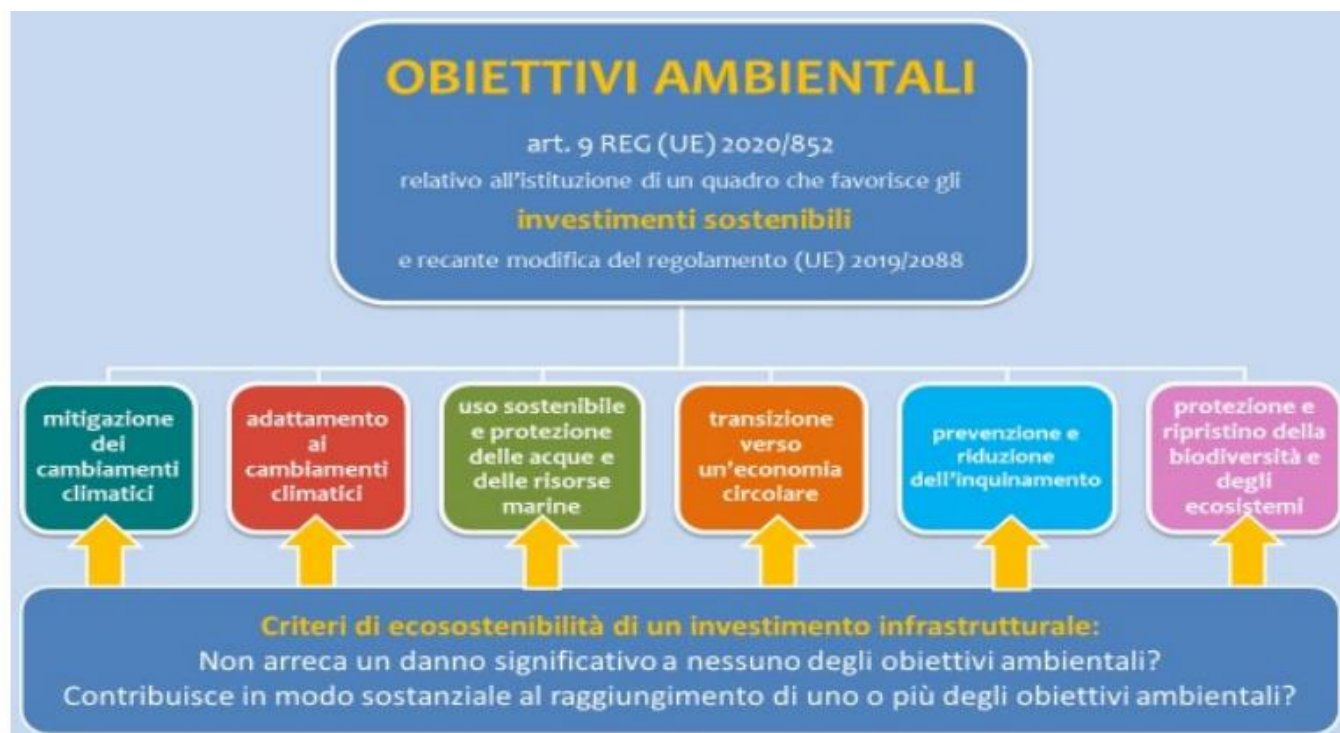 OBIETTIVI AMBIENTALI
art. 9 REG (UE) 2020/852
relativo all'istituzione di un quadro che favorisce gli
investimenti sostenibili
e recante modifica del regolamento (UE) 2019/2088
mitigazione
dei
cambiamenti
climatici
adattamento
ai
cambiamenti
climatici
uso sostenibile
e protezione
delle acque e
delle risorse
marine
transizione
verso
un'economia
circolare
prevenzione e
riduzione
dell'inquinamento
protezione e
ripristino della
biodiversità e
degli
ecosistemi
Criteri di ecosostenibilità di un investimento infrastrutturale:
Non arreca un danno significativo a nessuno degli obiettivi ambientali?
Contribuisce in modo sostanziale al raggiungimento di uno o più degli obiettivi ambientali?